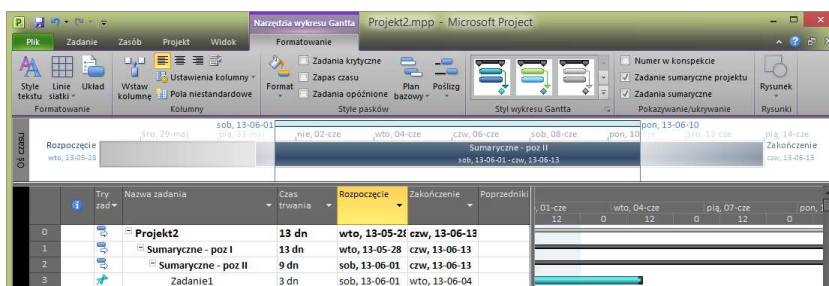 Narzędzia wykresu Gantta
Projekt2.mpp - Microsoft Project
Plik Zadanie Zasób Projekt Widok Formatowanie
Style tekstu
Linie siatki
Układ
Formatowanie
Wstaw kolumnę
Ustawienia kolumny
Pola niestandardowe
Kolumny
Format
Zadania krytyczne
Zapas czasu
Zadania opóźnione
Plan bazowy
Poślizg
Style pasków
Styl wykresu Gantta
Numer w konspekcie
Zadanie sumaryczne projektu
Zadania sumaryczne
Pokazywanie/ukrywanie
Rysunek
Rysunki
Oś czasu
sob, 13-06-01
pon, 13-06-10
śro, 29-maj
nie, 02-cze
wto, 04-cze
czw, 06-cze
sob, 08-cze
pon, 10
śro, 12-cze
pią, 14-cze
Rozpoczęcie
wto, 13-05-28
Sumaryczne - poz II
sob, 13-06-01 - czw, 13-06-13
Zakończenie
czw, 13-06-13
Try zad
Nazwa zadania
Czas trwania
Rozpoczęcie
Zakończenie
Poprzedniki
, 01-cze wto, 04-cze pią, 07-cze pon, 1
12 0 12 0 12 0
0 Projekt2 13 dn wto, 13-05-28 czw, 13-06-13
1 Sumaryczne - poz I 13 dn wto, 13-05-28 czw, 13-06-13
2 Sumaryczne - poz II 9 dn sob, 13-06-01 czw, 13-06-13
3 Zadanie1 3 dn sob, 13-06-01 wto, 13-06-04